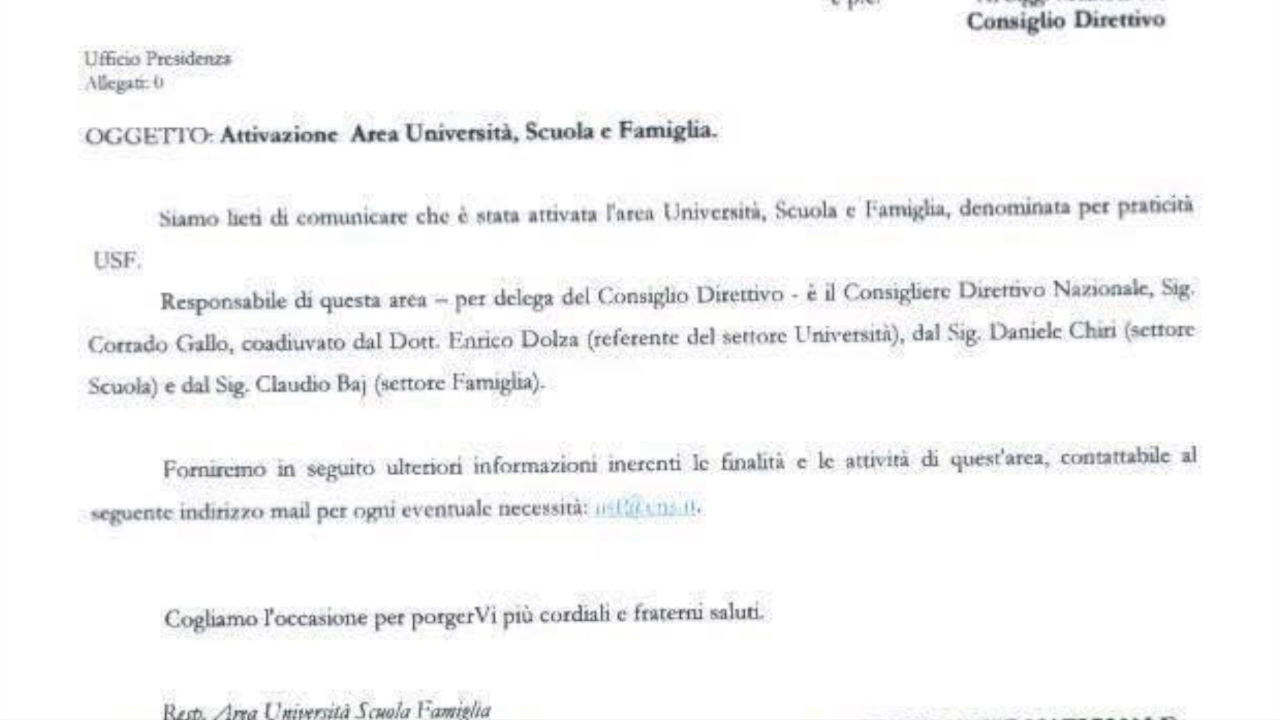 Consiglio Direttivo
Ufficio Presidenza
Allegati: 0
OGGETTO: Attivazione Area Università, Scuola e Famiglia.
Siamo lieti di comunicare che è stata attivata l'area Università, Scuola e Famiglia, denominata per praticità
USF.
Responsabile di questa area – per delega del Consiglio Direttivo - è il Consigliere Direttivo Nazionale, Sig.
Corrado Gallo, coadiuvato dal Dott. Enrico Dolza (referente del settore Università), dal Sig. Daniele Chiri (settore
Scuola) e dal Sig. Claudio Baj (settore Famiglia).
Forniremo in seguito ulteriori informazioni inerenti le finalità e le attività di quest'area, contattabile al
seguente indirizzo mail per ogni eventuale necessità: usf@ens.it.
Cogliamo l'occasione per porgerVi più cordiali e fraterni saluti.
Resp. Area Università Scuola Famiglia